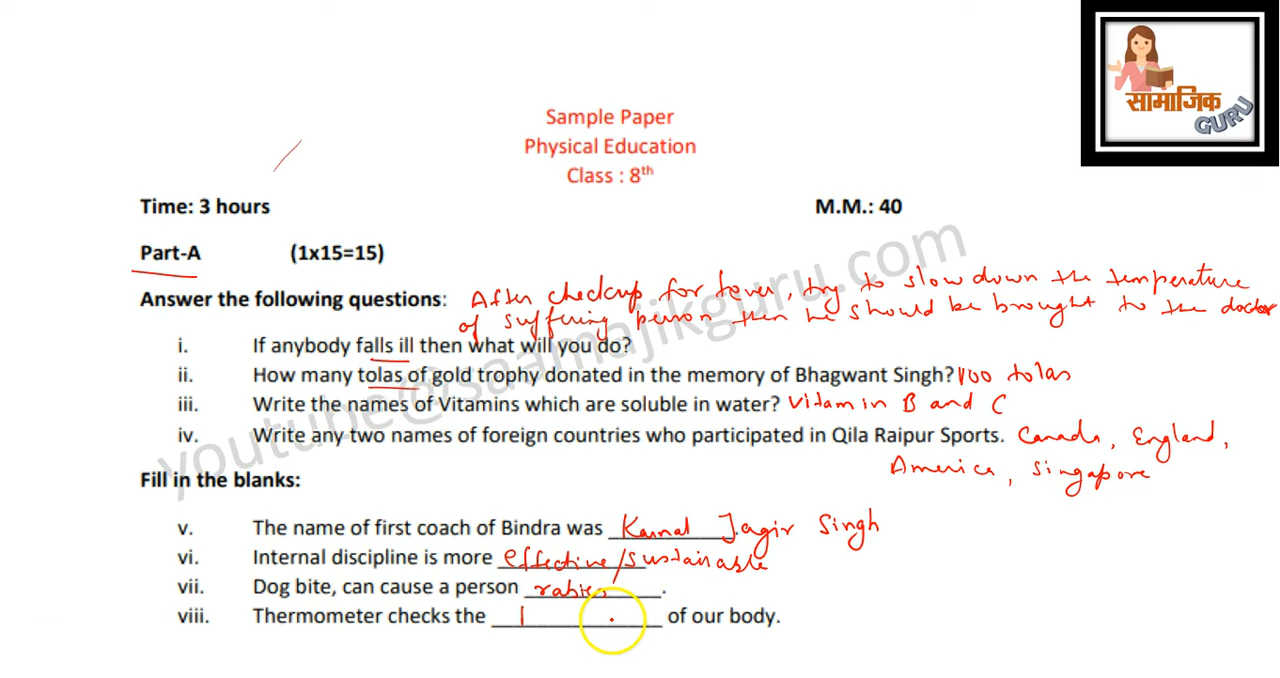 सामाजिक
GURU
Sample Paper
Physical Education
Class : 8th
Time: 3 hours M.M.: 40
Part-A (1x15=15)
After checkup for fever, try to slow down the temperature
Answer the following questions: of suffering person then he should be brought to the doctor
i. If anybody falls ill then what will you do?
ii. How many tolas of gold trophy donated in the memory of Bhagwant Singh? 100 tolas
iii. Write the names of Vitamins which are soluble in water? Vitamin B and C
iv. Write any two names of foreign countries who participated in Qila Raipur Sports. Canada, England,
America, Singapore
Fill in the blanks:
v. The name of first coach of Bindra was Karnal Jagir Singh
vi. Internal discipline is more effective/sustainable
vii. Dog bite, can cause a person rabies.
viii. Thermometer checks the ____________ of our body.
youtube@saamajikguru.com